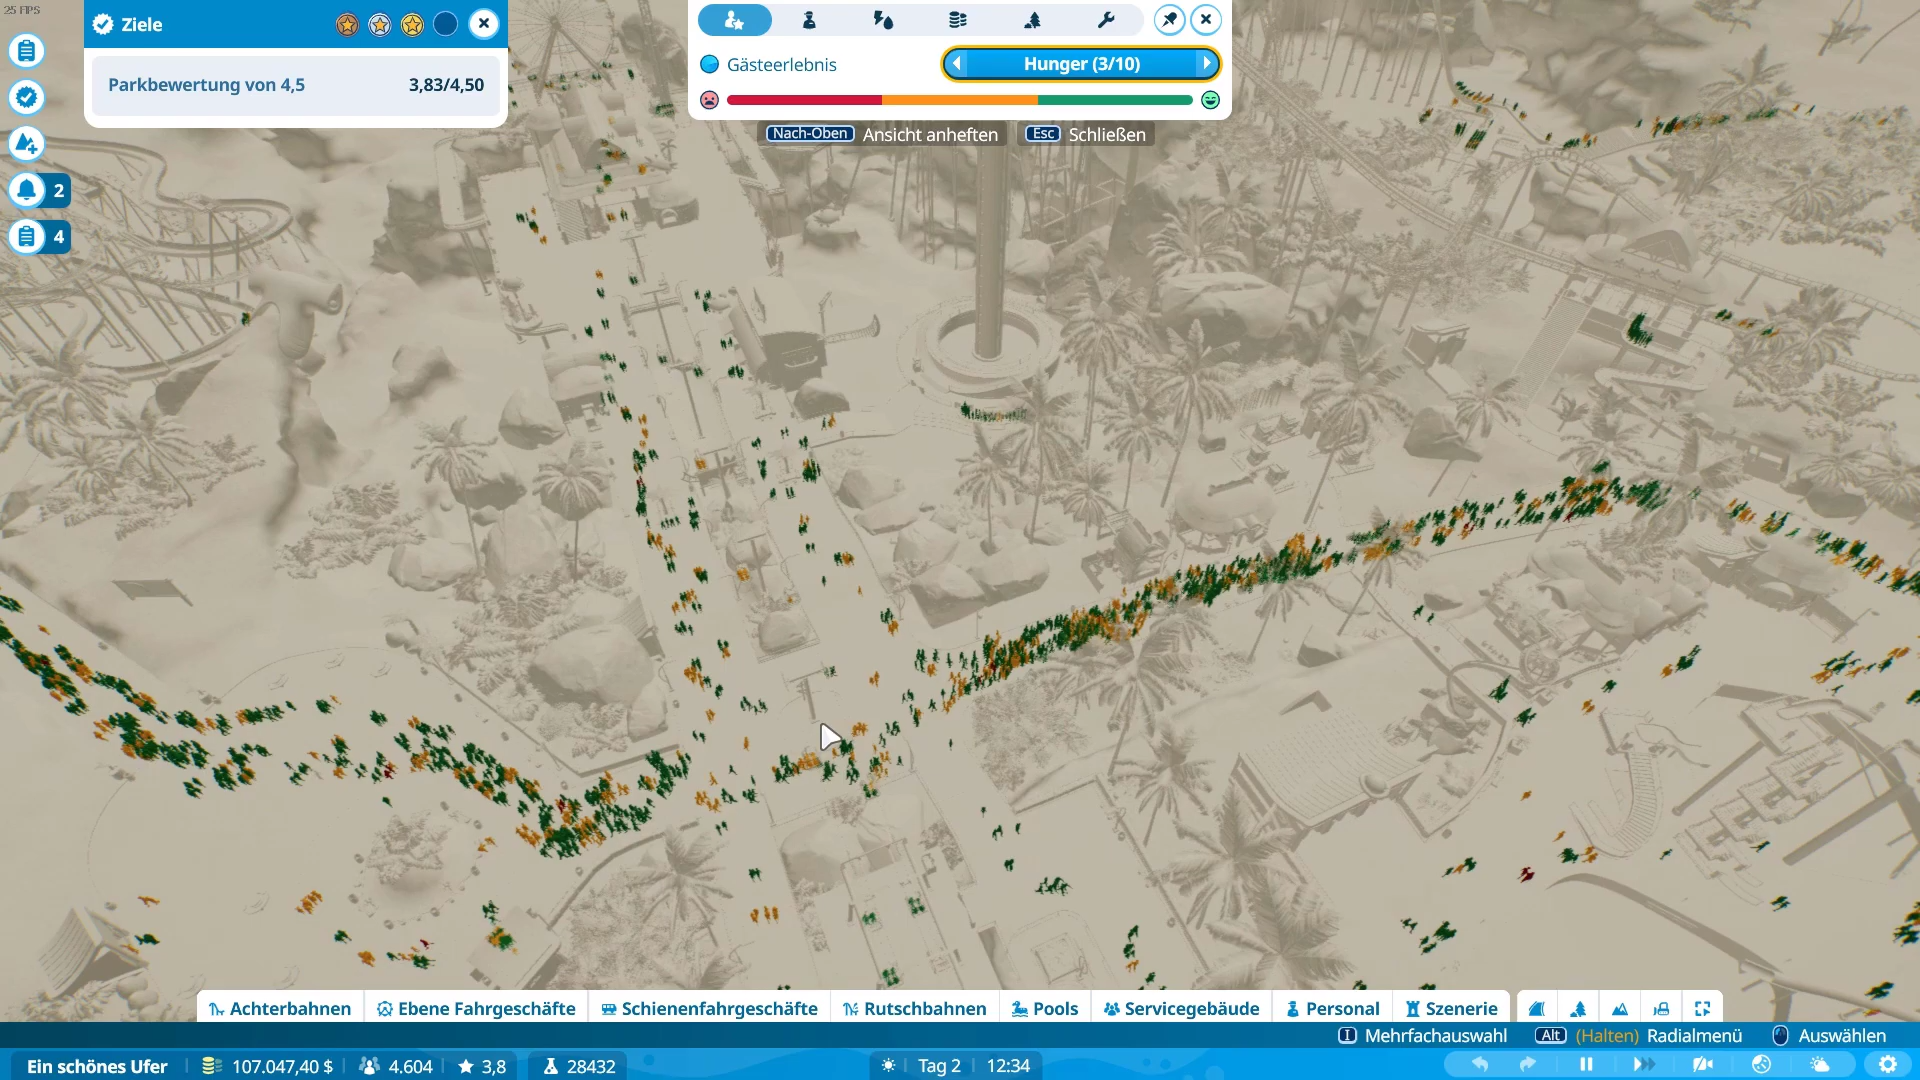 25 FPS
Ziele
Parkbewertung von 4,5 3,83/4,50
2
4
Gästeerlebnis Hunger (3/10)
Nach-Oben Ansicht anheften Esc Schließen
Achterbahnen Ebene Fahrgeschäfte Schienenfahrgeschäfte Rutschbahnen Pools Servicegebäude Personal Szenerie
I Mehrfachauswahl Alt (Halten) Radialmenü Auswählen
Ein schönes Ufer 107.047,40 $ 4.604 3,8 28432 Tag 2 12:34